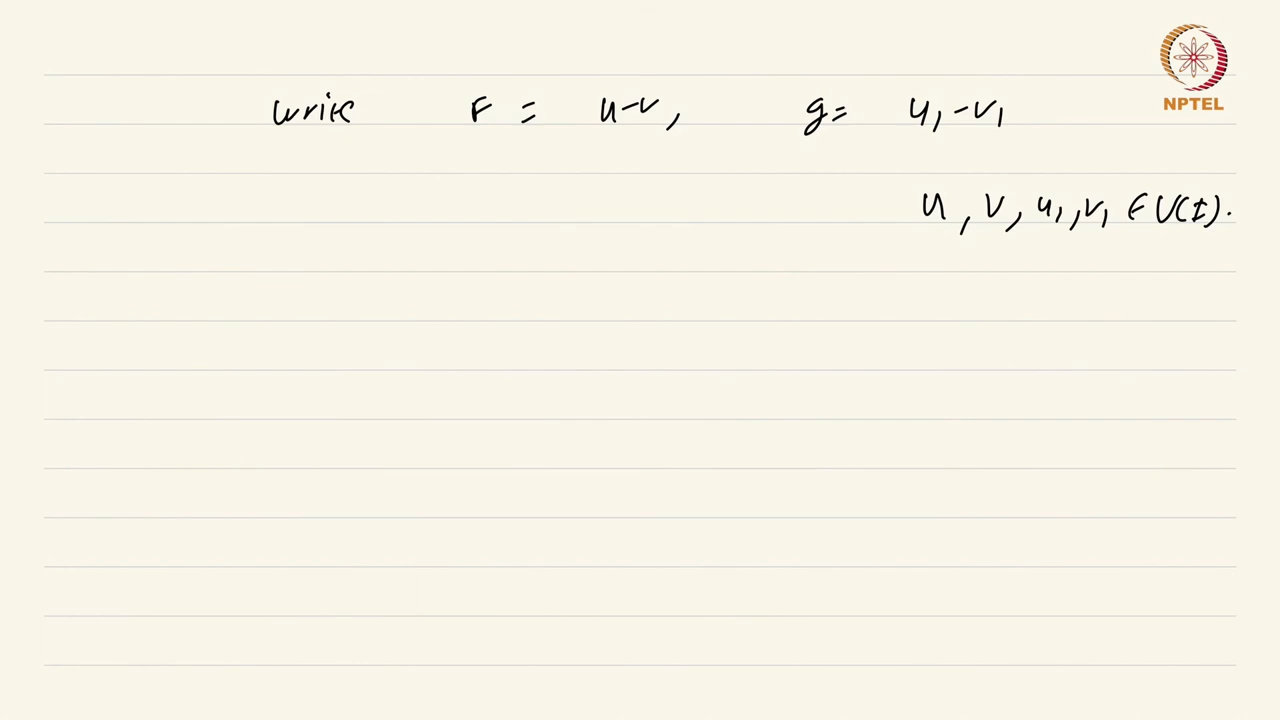 NPTEL
write F = u-v, g = u₁-v₁
u, v, u₁, v₁ ∈ U(I).